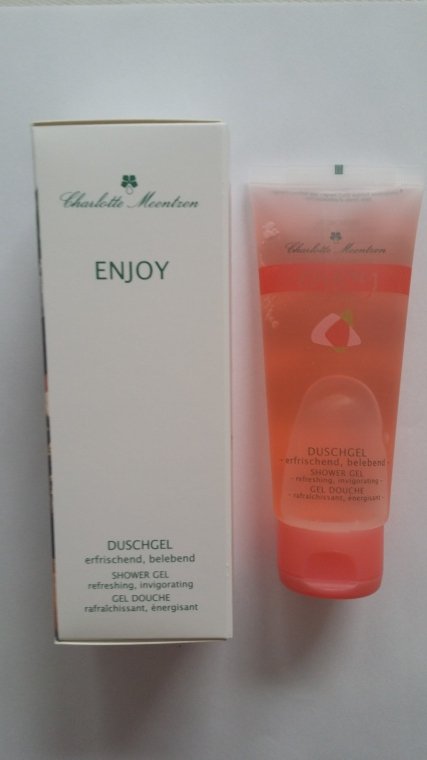 Charlotte Meentzen
ENJOY
DUSCHGEL
erfrischend, belebend
SHOWER GEL
refreshing, invigorating
GEL DOUCHE
rafraîchissant, énergisant
Charlotte Meentzen
DUSCHGEL
- erfrischend, belebend -
SHOWER GEL
- refreshing, invigorating -
GEL DOUCHE
- rafraîchissant, énergisant -